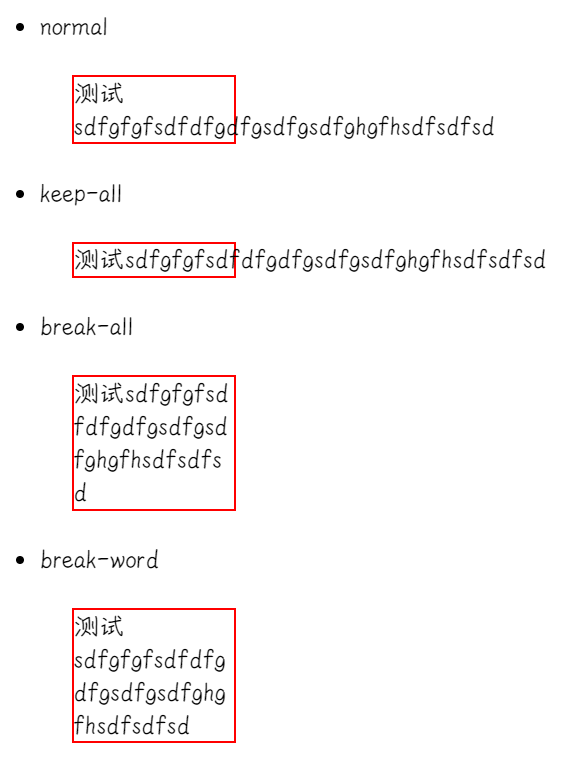 normal
测试
sdfgfgfsdfdfgdfgsdfgsdfghgfhsdfsdfsd
keep-all
测试sdfgfgfsdfdfgdfgsdfgsdfghgfhsdfsdfsd
break-all
测试sdfgfgfsd
fdfgdfgsdfgsd
fghgfhsdfsdfs
d
break-word
测试
sdfgfgfsdfdfg
dfgsdfgsdfghg
fhsdfsdfsd